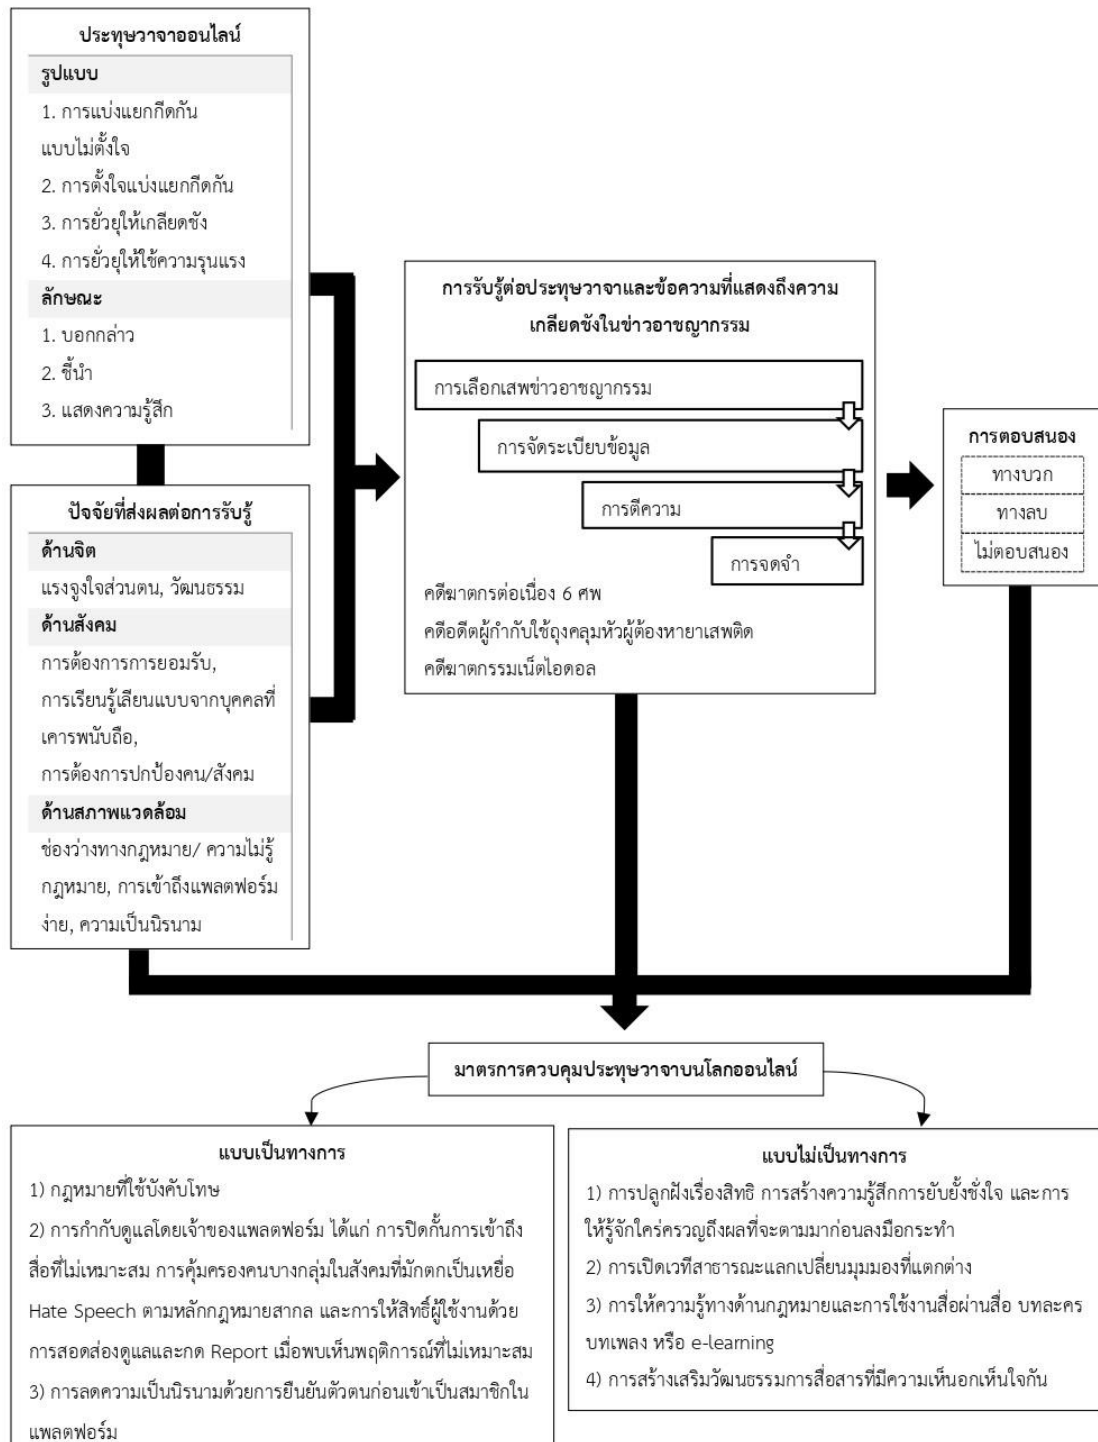 ประทุษวาจาออนไลน์
รูปแบบ
1. การแบ่งแยกกีดกัน
แบบไม่ตั้งใจ
2. การตั้งใจแบ่งแยกกีดกัน
3. การยั่วยุให้เกลียดชัง
4. การยั่วยุให้ใช้ความรุนแรง
ลักษณะ
1. บอกกล่าว
2. ชี้นำ
3. แสดงความรู้สึก
ปัจจัยที่ส่งผลต่อการรับรู้
ด้านจิต
แรงจูงใจส่วนตน, วัฒนธรรม
ด้านสังคม
การต้องการการยอมรับ,
การเรียนรู้เลียนแบบจากบุคคลที่
เคารพนับถือ,
การต้องการปกป้องคน/สังคม
ด้านสภาพแวดล้อม
ช่องว่างทางกฎหมาย/ ความไม่รู้
กฎหมาย, การเข้าถึงแพลตฟอร์ม
ง่าย, ความเป็นนิรนาม
การรับรู้ต่อประทุษวาจาและข้อความที่แสดงถึงความ
เกลียดชังในข่าวอาชญากรรม
การเลือกเสพข่าวอาชญากรรม
การจัดระเบียบข้อมูล
การตีความ
การจดจำ
คดีฆาตกรต่อเนื่อง 6 ศพ
คดีอดีตผู้กำกับใช้ถุงคลุมหัวผู้ต้องหายาเสพติด
คดีฆาตกรรมเน็ตไอดอล
การตอบสนอง
ทางบวก
ทางลบ
ไม่ตอบสนอง
มาตรการควบคุมประทุษวาจาบนโลกออนไลน์
แบบเป็นทางการ
1) กฎหมายที่ใช้บังคับโทษ
2) การกำกับดูแลโดยเจ้าของแพลตฟอร์ม ได้แก่ การปิดกั้นการเข้าถึง
สื่อที่ไม่เหมาะสม การคุ้มครองคนบางกลุ่มในสังคมที่มักตกเป็นเหยื่อ
Hate Speech ตามหลักกฎหมายสากล และการให้สิทธิ์ผู้ใช้งานด้วย
การสอดส่องดูแลและกด Report เมื่อพบเห็นพฤติการณ์ที่ไม่เหมาะสม
3) การลดความเป็นนิรนามด้วยการยืนยันตัวตนก่อนเข้าเป็นสมาชิกใน
แพลตฟอร์ม
แบบไม่เป็นทางการ
1) การปลูกฝังเรื่องสิทธิ การสร้างความรู้สึกการยับยั้งชั่งใจ และการ
ให้รู้จักใคร่ครวญถึงผลที่จะตามมาก่อนลงมือกระทำ
2) การเปิดเวทีสาธารณะแลกเปลี่ยนมุมมองที่แตกต่าง
3) การให้ความรู้ทางด้านกฎหมายและการใช้งานสื่อผ่านสื่อ บทละคร
บทเพลง หรือ e-learning
4) การสร้างเสริมวัฒนธรรมการสื่อสารที่มีความเห็นอกเห็นใจกัน